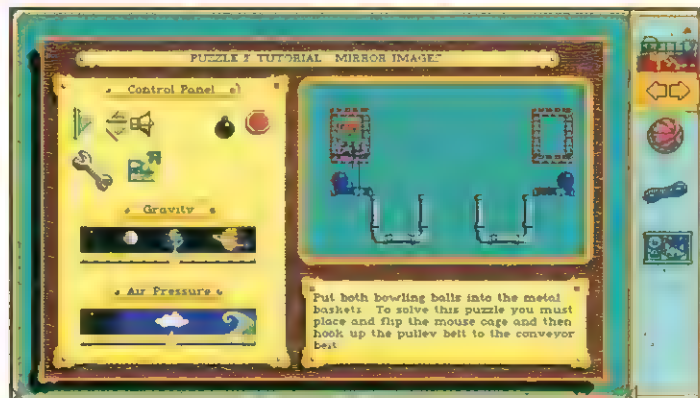 PUZZLE 7 TUTORIAL "MIRROR IMAGE"
Control Panel
Gravity
Air Pressure
Put both bowling balls into the metal
baskets. To solve this puzzle you must
place and flip the mouse cage and then
hook up the pulley belt to the conveyor
belt